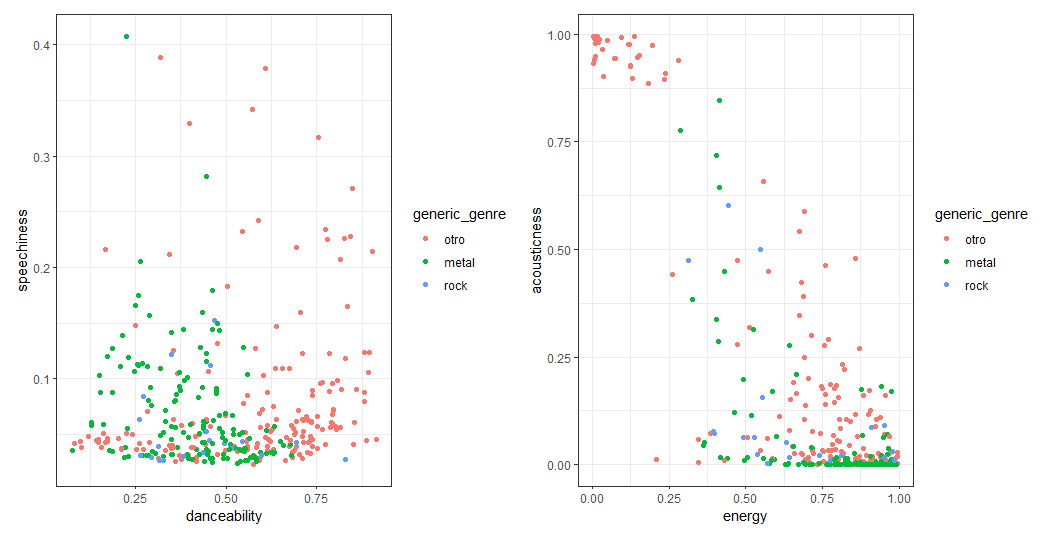 speechiness
0.4
0.3
0.2
0.1
0.25
0.50
0.75
danceability
generic_genre
otro
metal
rock
acousticness
1.00
0.75
0.50
0.25
0.00
0.00
0.25
0.50
0.75
1.00
energy
generic_genre
otro
metal
rock